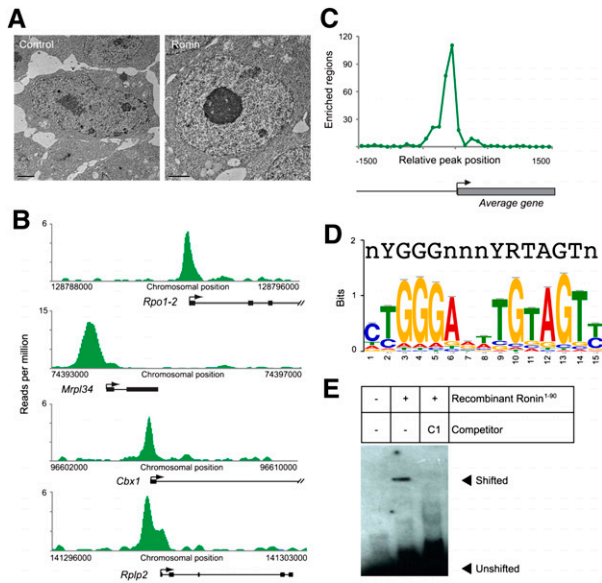 A
Control
Ronin
B
Reads per million
6
128788000
Chromosomal position
128796000
Rpo1-2
15
74393000
Chromosomal position
74397000
Mrpl34
6
96602000
Chromosomal position
96610000
Cbx1
6
141296000
Chromosomal position
141303000
Rplp2
C
Enriched regions
120
90
60
30
0
-1500
Relative peak position
1500
Average gene
D
nYGGGnnnYRTAGTn
Bits
2
1
0
CTGGGA TGTAGTT
1 2 3 4 5 6 7 8 9 10 11 12 13 14 15
E
- + + Recombinant Ronin1-90
- - C1 Competitor
Shifted
Unshifted